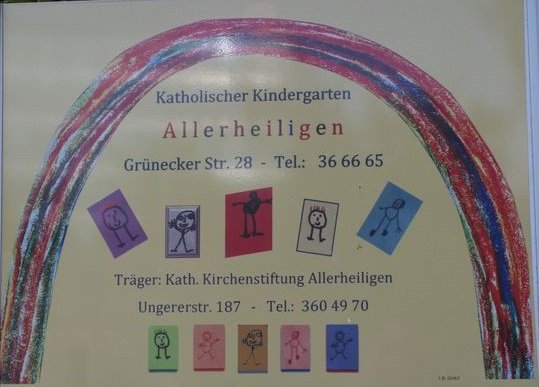 Katholischer Kindergarten
Allerheiligen
Grünecker Str. 28 - Tel.: 36 66 65
Träger: Kath. Kirchenstiftung Allerheiligen
Ungererstr. 187 - Tel.: 360 49 70